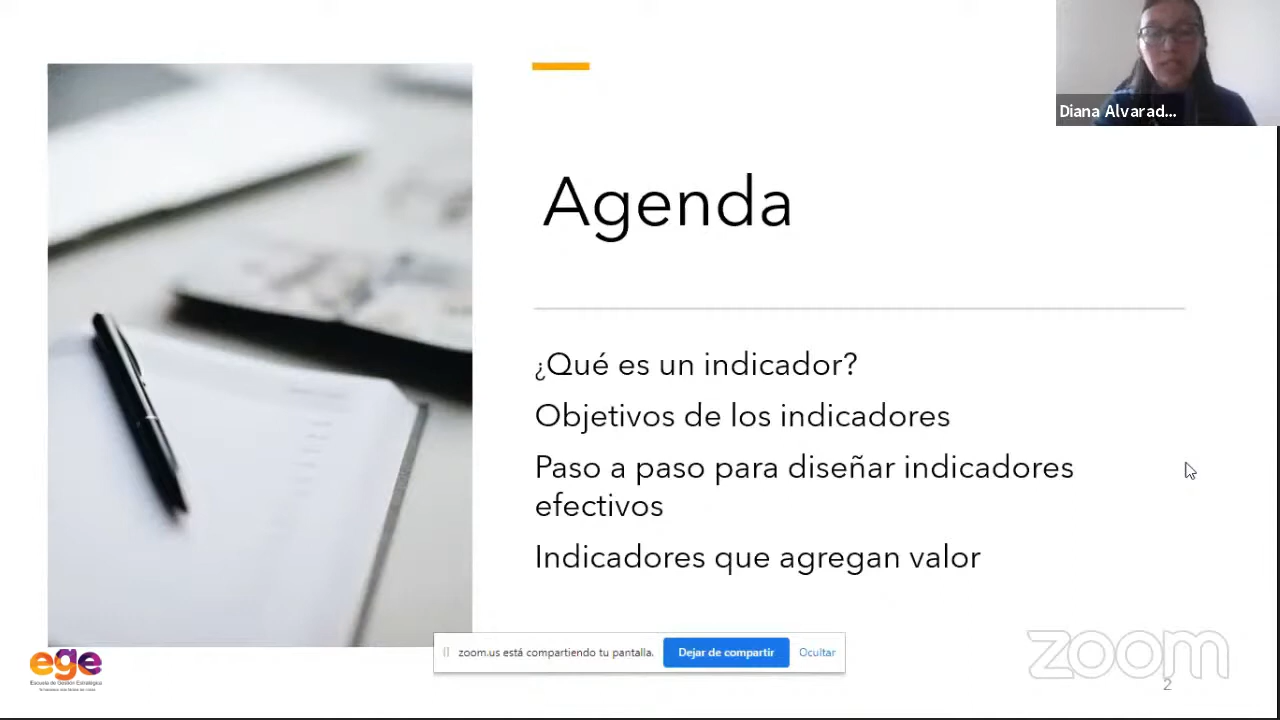 Diana Alvarad...
Agenda
¿Qué es un indicador?
Objetivos de los indicadores
Paso a paso para diseñar indicadores
efectivos
Indicadores que agregan valor
zoom.us está compartiendo tu pantalla.
Dejar de compartir
Ocultar
ege
Escuela de Gestión Estratégica
zoom
2